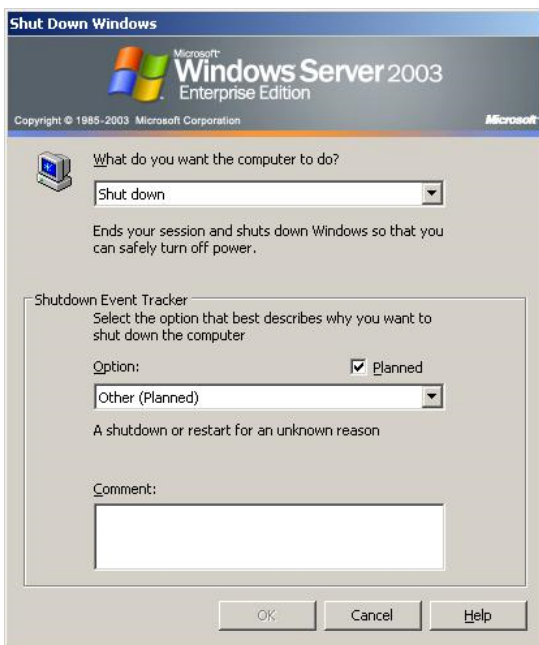 Shut Down Windows
Microsoft
Windows Server 2003
Enterprise Edition
Copyright © 1985-2003 Microsoft Corporation
Microsoft
What do you want the computer to do?
Shut down
Ends your session and shuts down Windows so that you
can safely turn off power.
Shutdown Event Tracker
Select the option that best describes why you want to
shut down the computer
Option:
Planned
Other (Planned)
A shutdown or restart for an unknown reason
Comment:
OK
Cancel
Help